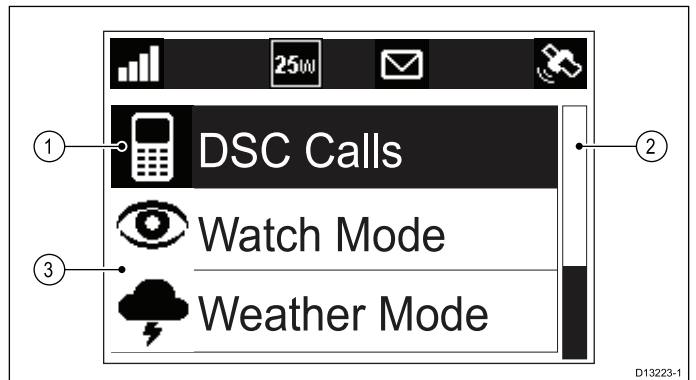 25W
DSC Calls
1
2
Watch Mode
3
Weather Mode
D13223-1